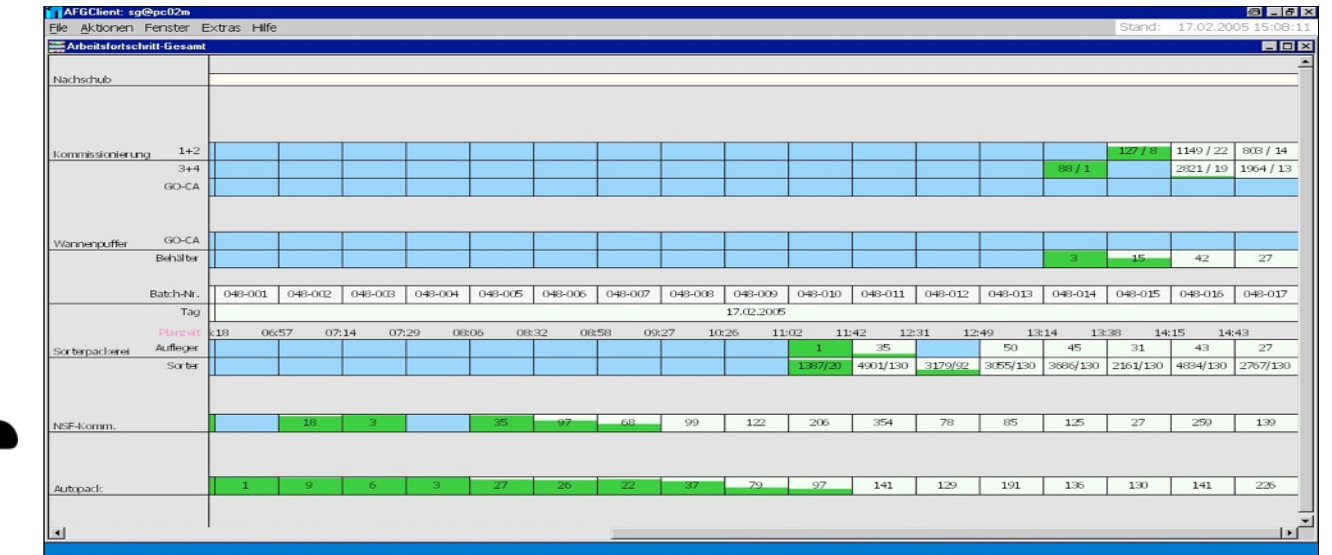 AFGClient: sg@pc02m
File Aktionen Fenster Extras Hilfe Stand: 17.02.2005 15:08:11
Arbeitsfortschritt-Gesamt
Nachschub
Kommissionierung 1+2 127 / 8 1149 / 22 803 / 14
3+4 88 / 1 2821 / 19 1964 / 13
GO-CA
Wannenpuffer GO-CA
Behälter 3 15 42 27
Batch-Nr. 048-001 048-002 048-003 048-004 048-005 048-006 048-007 048-008 048-009 048-010 048-011 048-012 048-013 048-014 048-015 048-016 048-017
Tag 17.02.2005
Planzeit 6:18 06:57 07:14 07:29 08:06 08:32 08:58 09:27 10:26 11:02 11:42 12:31 12:49 13:14 13:38 14:15 14:43
Sorterpackerei Aufleger 1 35 50 45 31 43 27
Sorter 1387/20 4901/130 3179/92 3055/130 3686/130 2161/130 4834/130 2767/130
NSF-Komm. 18 3 35 97 68 99 122 206 354 78 85 125 27 259 139
Autopack 1 9 6 3 27 26 22 37 79 97 141 129 191 136 130 141 226